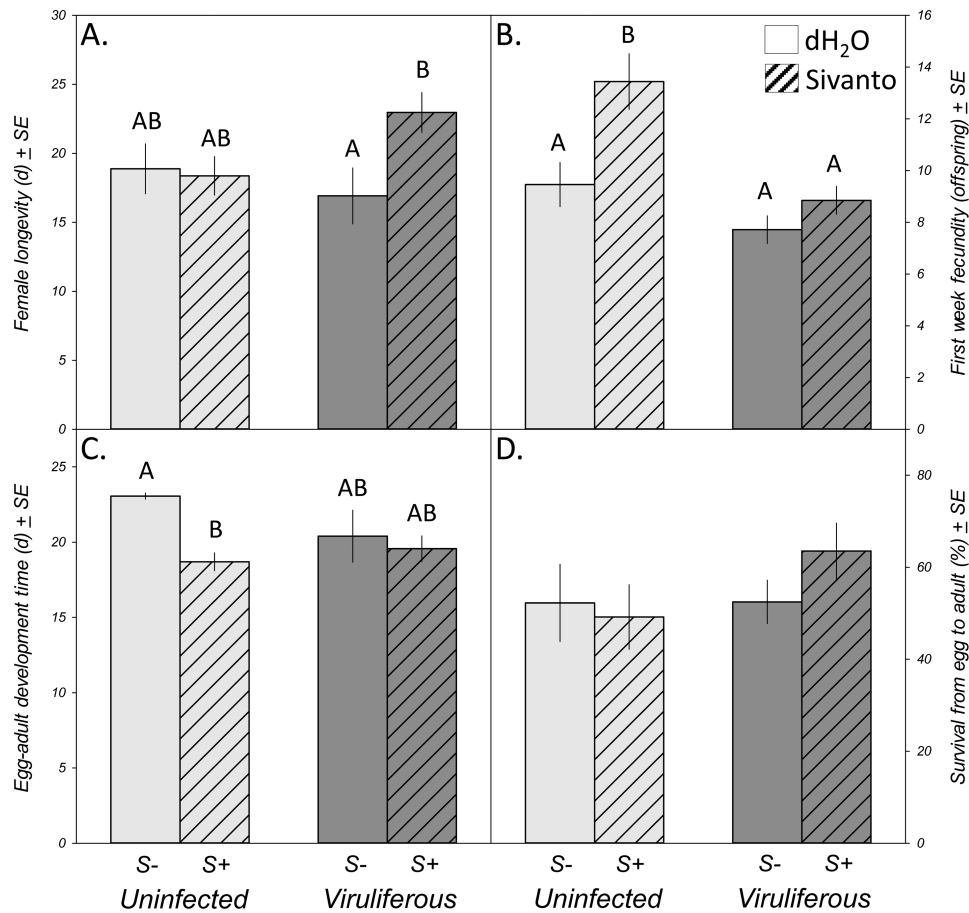 A.
B.
dH₂O
Sivanto
Female longevity (d) ± SE
30
25
20
15
10
5
0
AB
AB
A
B
A
B
A
A
First week fecundity (offspring) ± SE
16
14
12
10
8
6
4
2
0
C.
D.
Egg-adult development time (d) ± SE
25
20
15
10
5
0
A
B
AB
AB
Survival from egg to adult (%) ± SE
80
60
40
20
0
S- S+ S- S+ S- S+ S- S+
Uninfected Viruliferous Uninfected Viruliferous